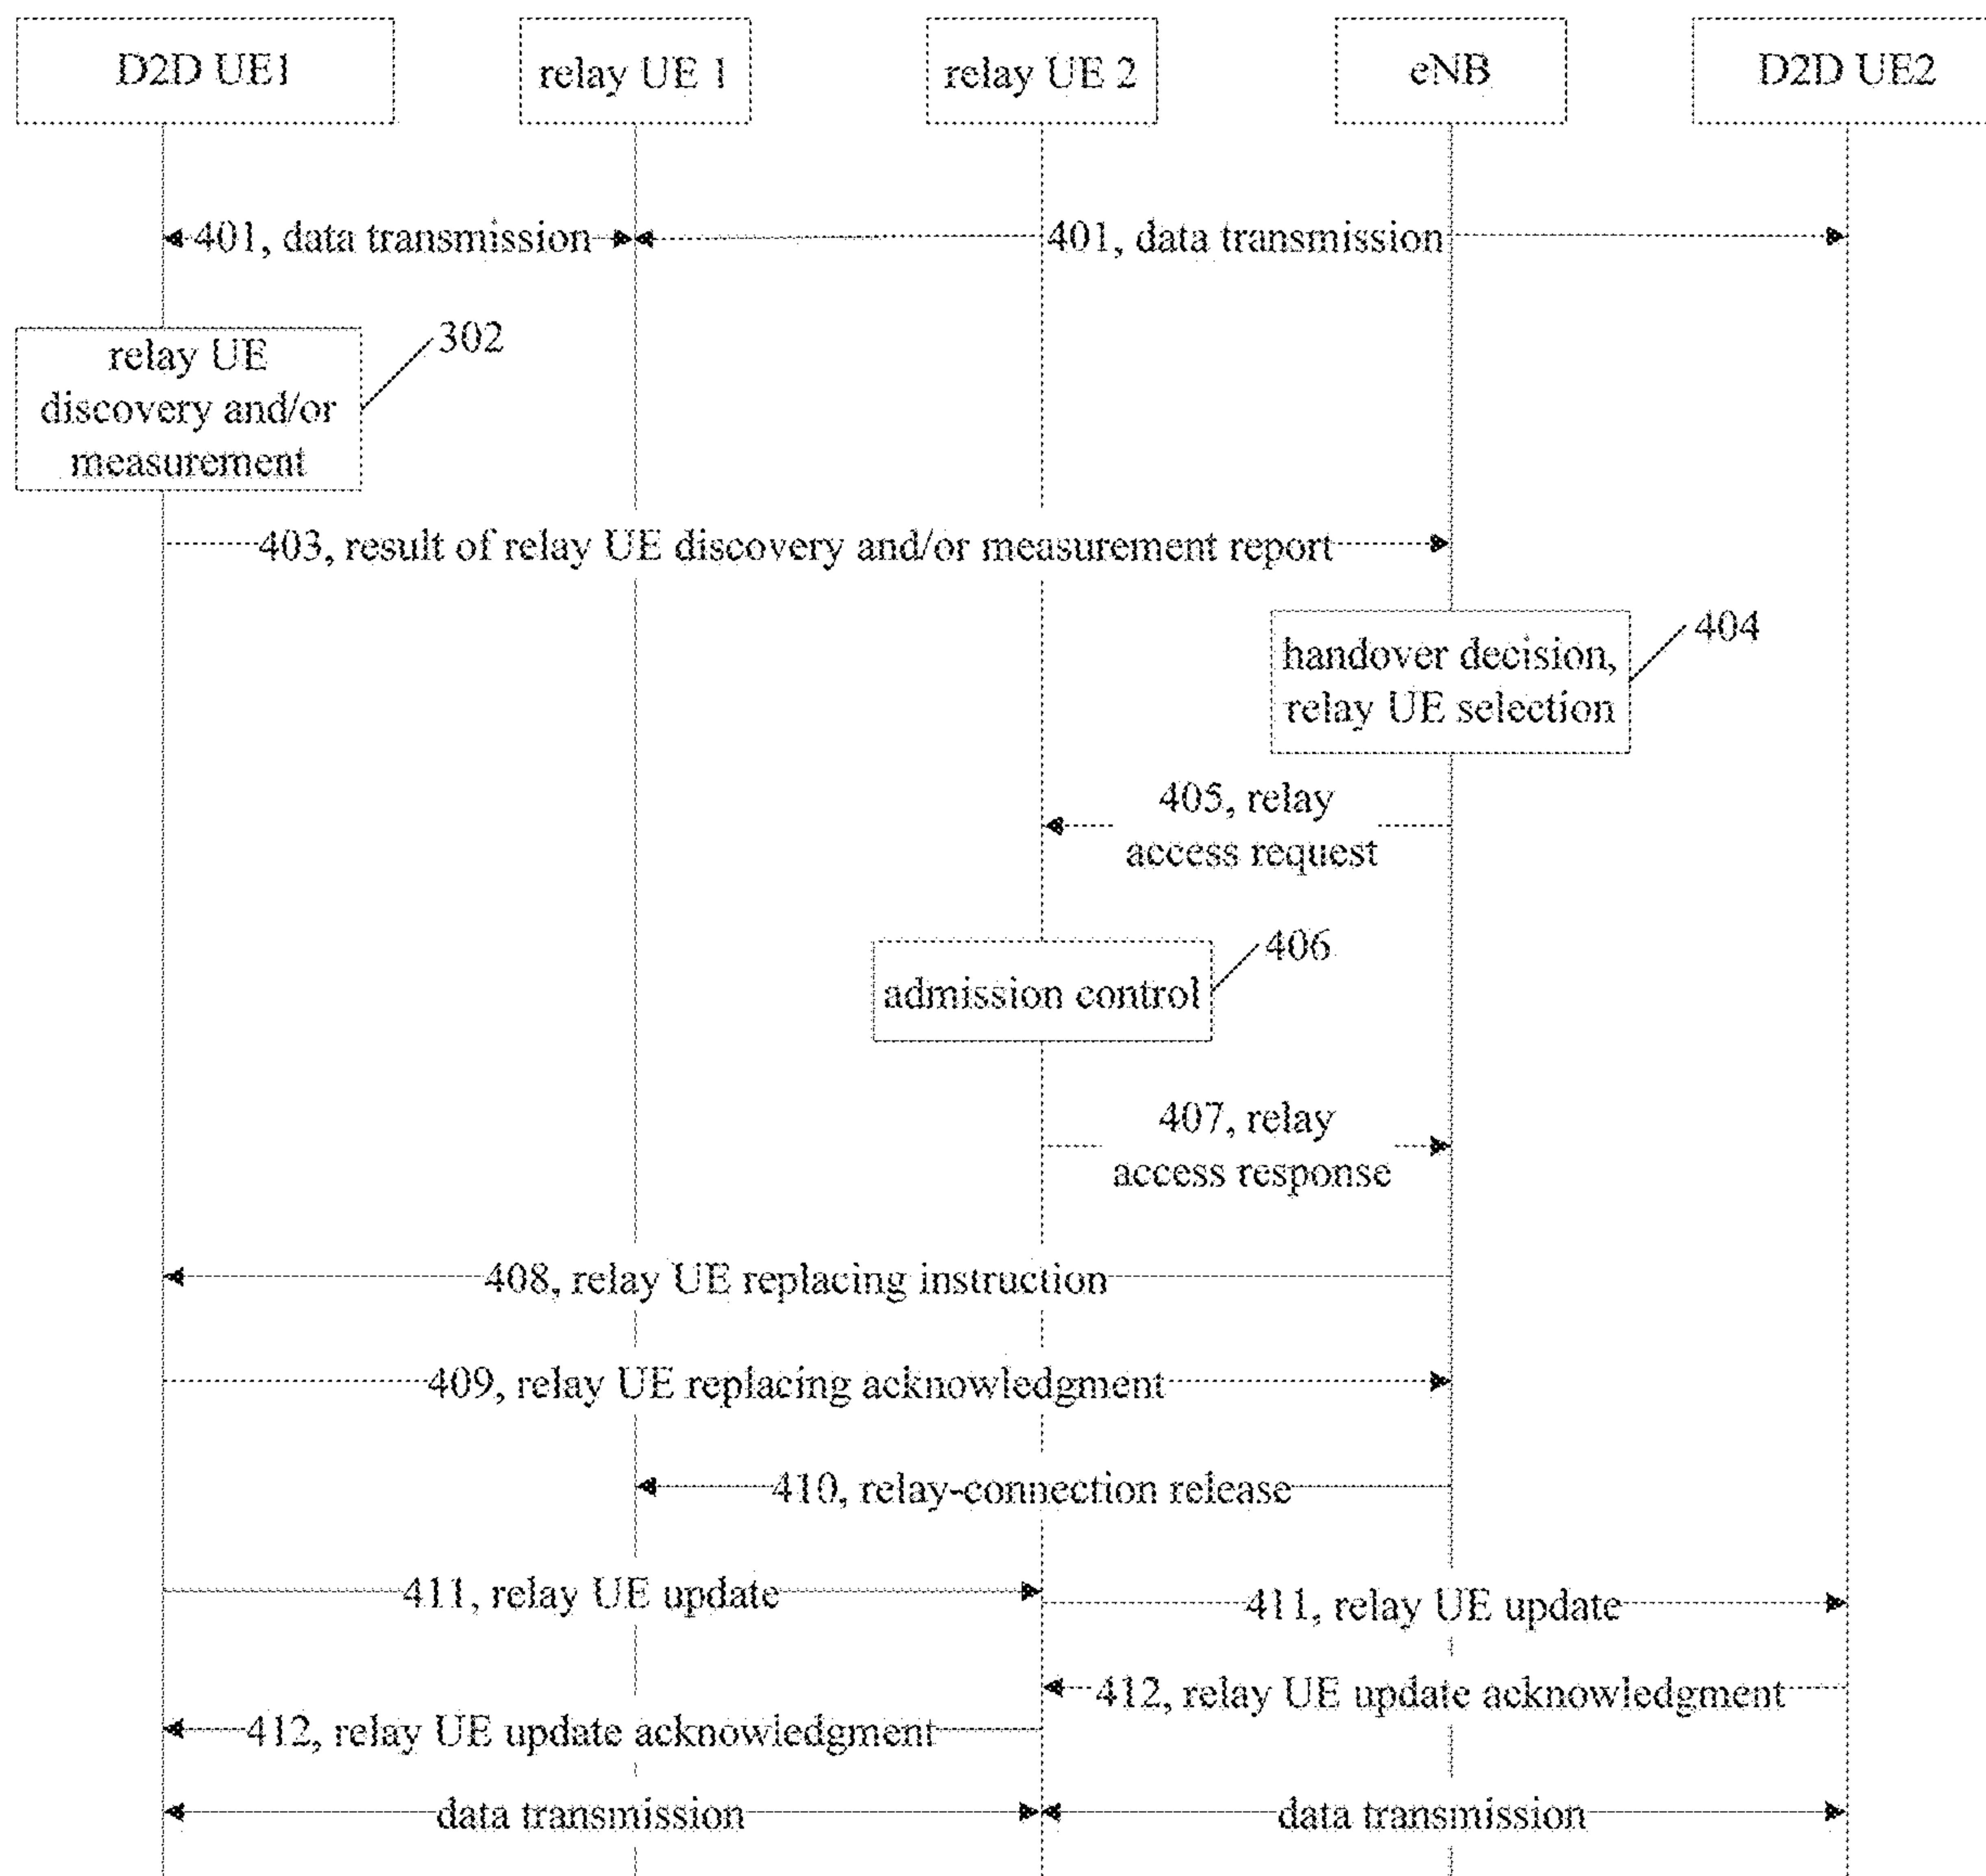 D2D UE1
relay UE 1
relay UE 2
eNB
D2D UE2
401, data transmission
401, data transmission
relay UE
discovery and/or
measurement
302
403, result of relay UE discovery and/or measurement report
handover decision,
relay UE selection
404
405, relay
access request
admission control
406
407, relay
access response
408, relay UE replacing instruction
409, relay UE replacing acknowledgment
410, relay-connection release
411, relay UE update
411, relay UE update
412, relay UE update acknowledgment
412, relay UE update acknowledgment
data transmission
data transmission